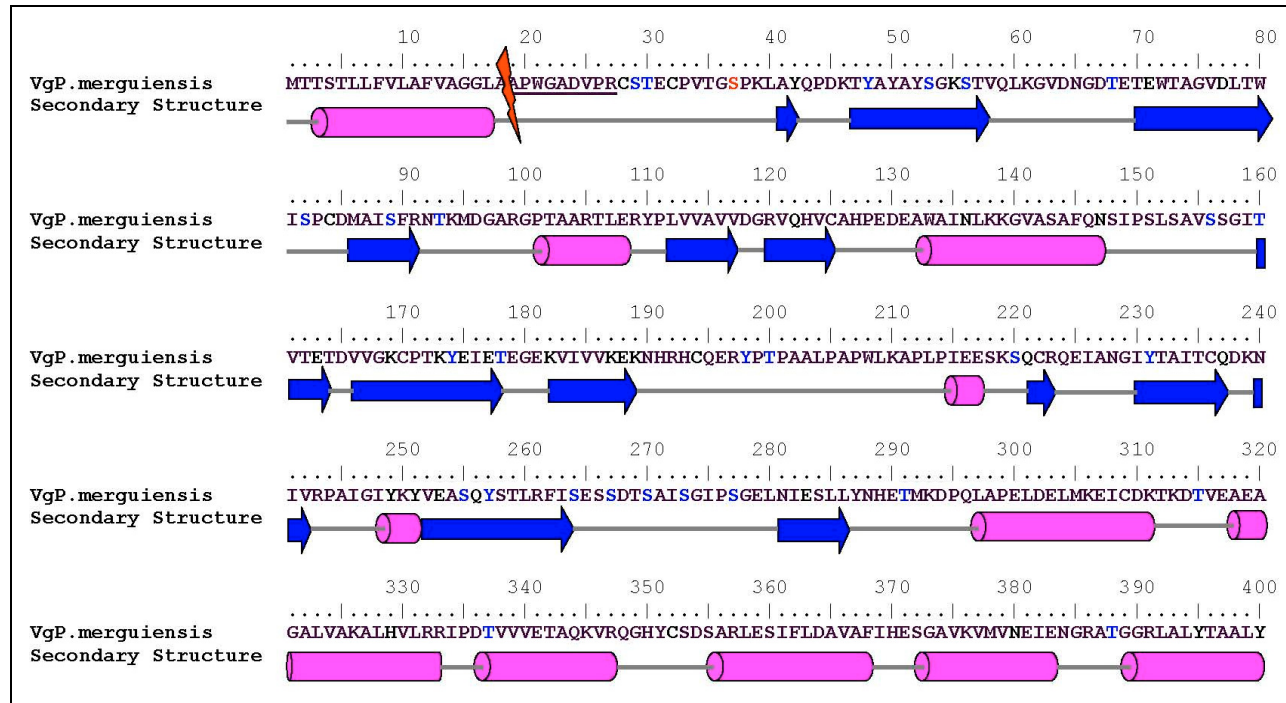 10 20 30 40 50 60 70 80
VgP.merguiensis MTTSTLLFVLAFVAGGLAAPWGADVPRCSTECPVTGSPKLAYQPDKTYAYAYSGKSTVQLKGVDNGDTETEWTAGVDLTW
Secondary Structure
90 100 110 120 130 140 150 160
VgP.merguiensis ISPCDMAISFRNTKMDGARGPTAARTLERYPLVVAVVDGRVQHVCAHPEDEAWAINLKKGVASAFQNSIPSLSAVSSGIT
Secondary Structure
170 180 190 200 210 220 230 240
VgP.merguiensis VTETDVVGKCPTKYEIETEGEKVIVVKEKNHRHCQERYPTPAALPAPWLKAPLPIEESKSQCRQEIANGIYTAITCQDKN
Secondary Structure
250 260 270 280 290 300 310 320
VgP.merguiensis IVRPAIGIYKYVEASQYSTLRFISESSDTSAISGIPSGELNIESLLYNHETMKDPQLAPELDELMKEICDKTKDTVEAEA
Secondary Structure
330 340 350 360 370 380 390 400
VgP.merguiensis GALVAKALHVLRRIPDTVVVETAQKVRQGHYCSDSARLESIFLDAVAFIHESGAVKVMVNEIENGRATGGRLALYTAALY
Secondary Structure